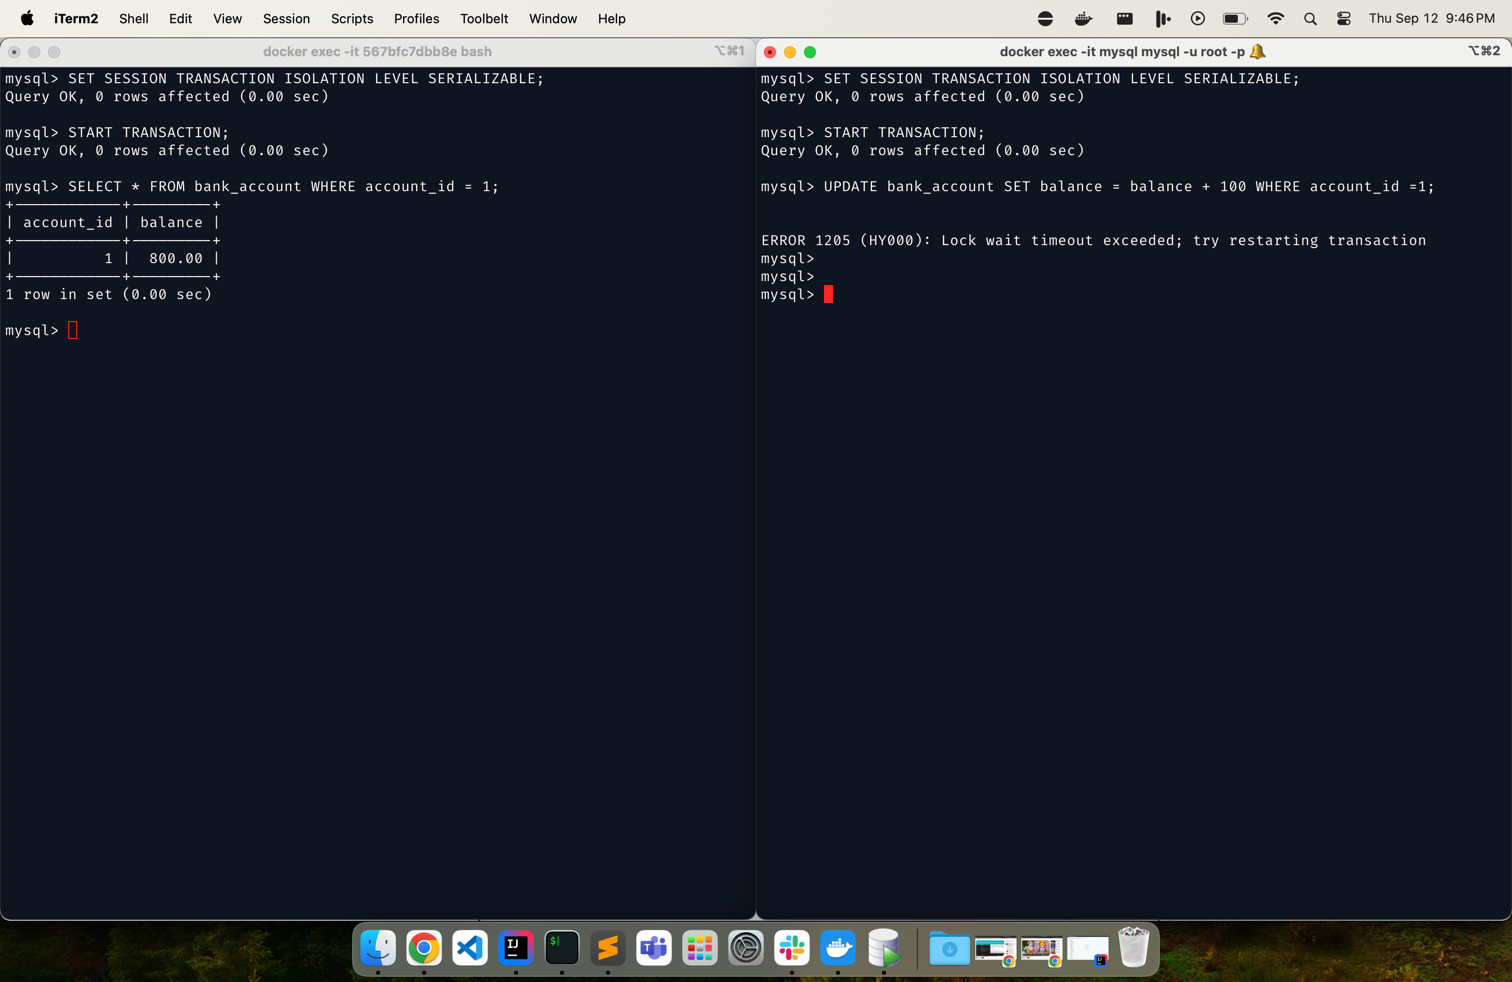 iTerm2 Shell Edit View Session Scripts Profiles Toolbelt Window Help Thu Sep 12 9:46 PM
docker exec -it 567bfc7dbb8e bash ⌥⌘1
mysql> SET SESSION TRANSACTION ISOLATION LEVEL SERIALIZABLE;
Query OK, 0 rows affected (0.00 sec)
mysql> START TRANSACTION;
Query OK, 0 rows affected (0.00 sec)
mysql> SELECT * FROM bank_account WHERE account_id = 1;
+------------+---------+
| account_id | balance |
+------------+---------+
|          1 |  800.00 |
+------------+---------+
1 row in set (0.00 sec)
mysql>
docker exec -it mysql mysql -u root -p 🔔 ⌥⌘2
mysql> SET SESSION TRANSACTION ISOLATION LEVEL SERIALIZABLE;
Query OK, 0 rows affected (0.00 sec)
mysql> START TRANSACTION;
Query OK, 0 rows affected (0.00 sec)
mysql> UPDATE bank_account SET balance = balance + 100 WHERE account_id =1;
ERROR 1205 (HY000): Lock wait timeout exceeded; try restarting transaction
mysql>
mysql>
mysql>
IJ
$
T